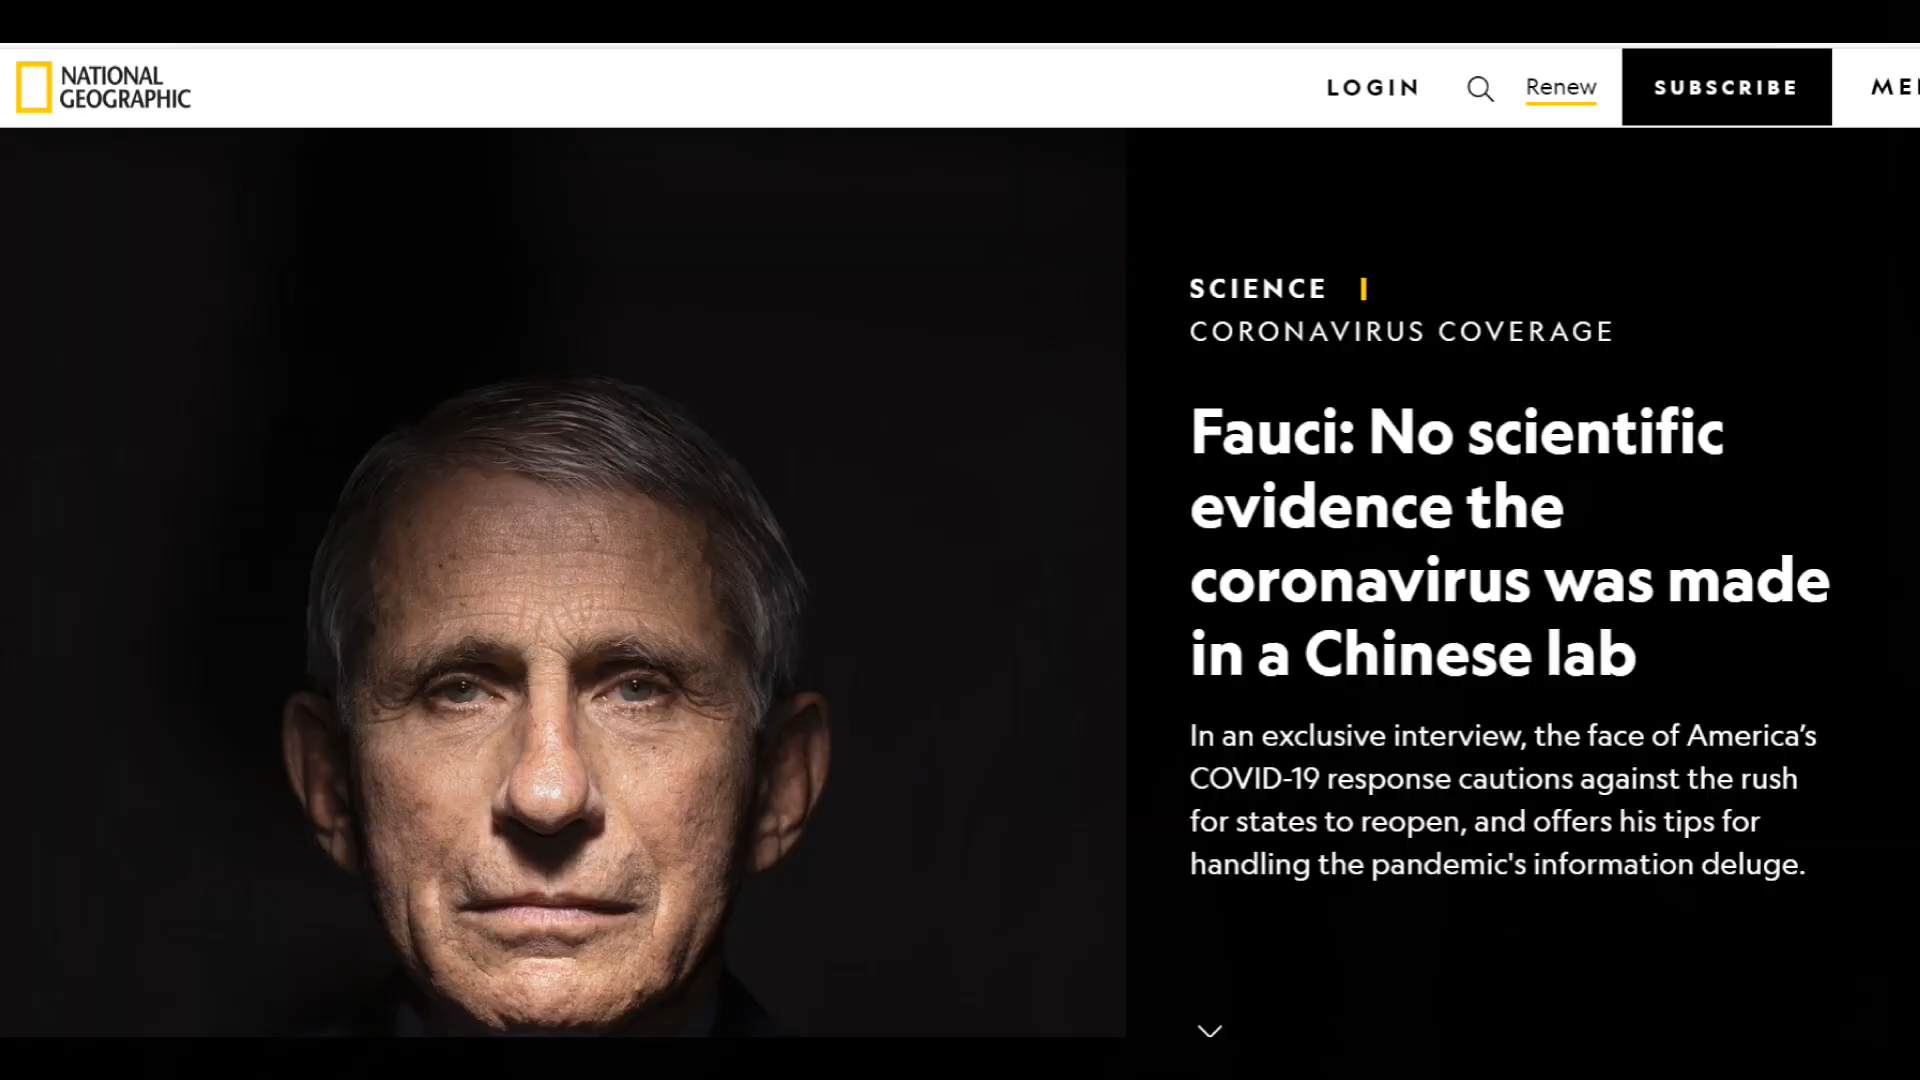 NATIONAL
GEOGRAPHIC
LOGIN
Renew
SUBSCRIBE
SCIENCE
CORONAVIRUS COVERAGE
Fauci: No scientific
evidence the
coronavirus was made
in a Chinese lab
In an exclusive interview, the face of America’s
COVID-19 response cautions against the rush
for states to reopen, and offers his tips for
handling the pandemic's information deluge.